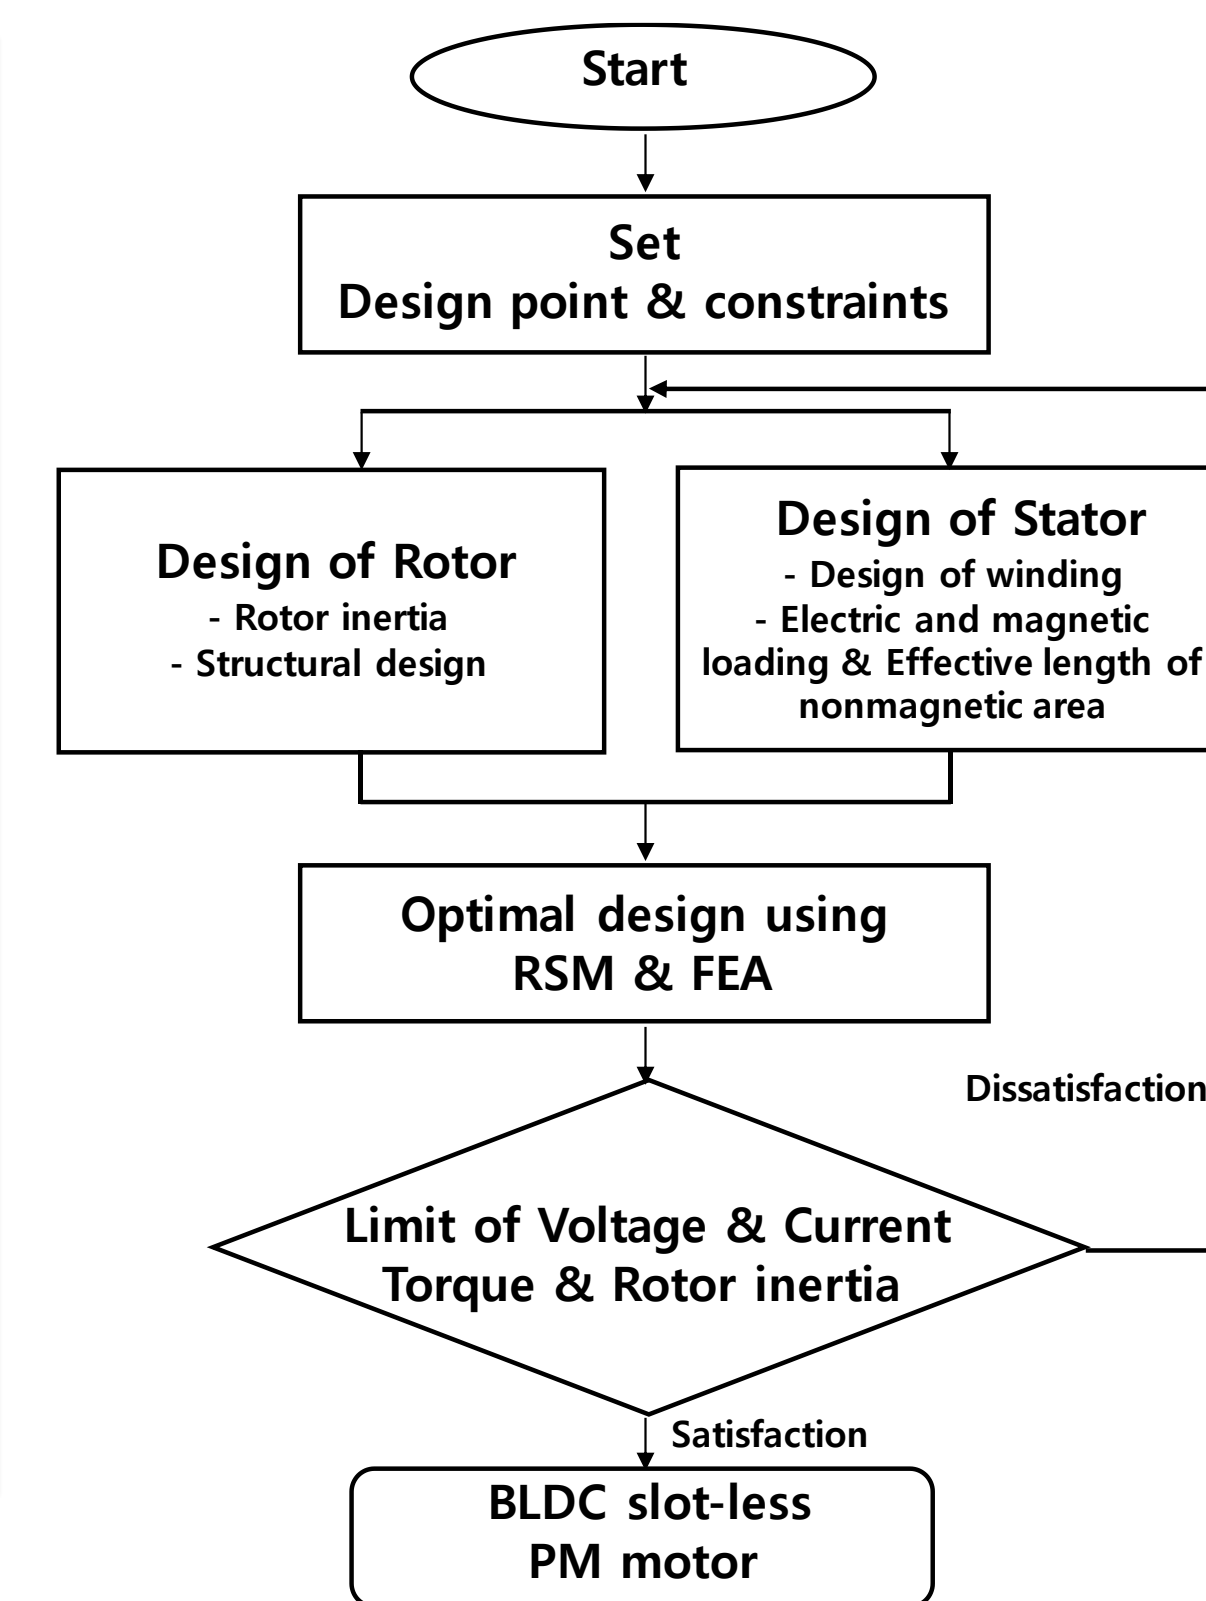 Start
Set
Design point & constraints
Design of Rotor
- Rotor inertia
- Structural design
Design of Stator
- Design of winding
- Electric and magnetic
loading & Effective length of
nonmagnetic area
Optimal design using
RSM & FEA
Dissatisfaction
Limit of Voltage & Current
Torque & Rotor inertia
Satisfaction
BLDC slot-less
PM motor